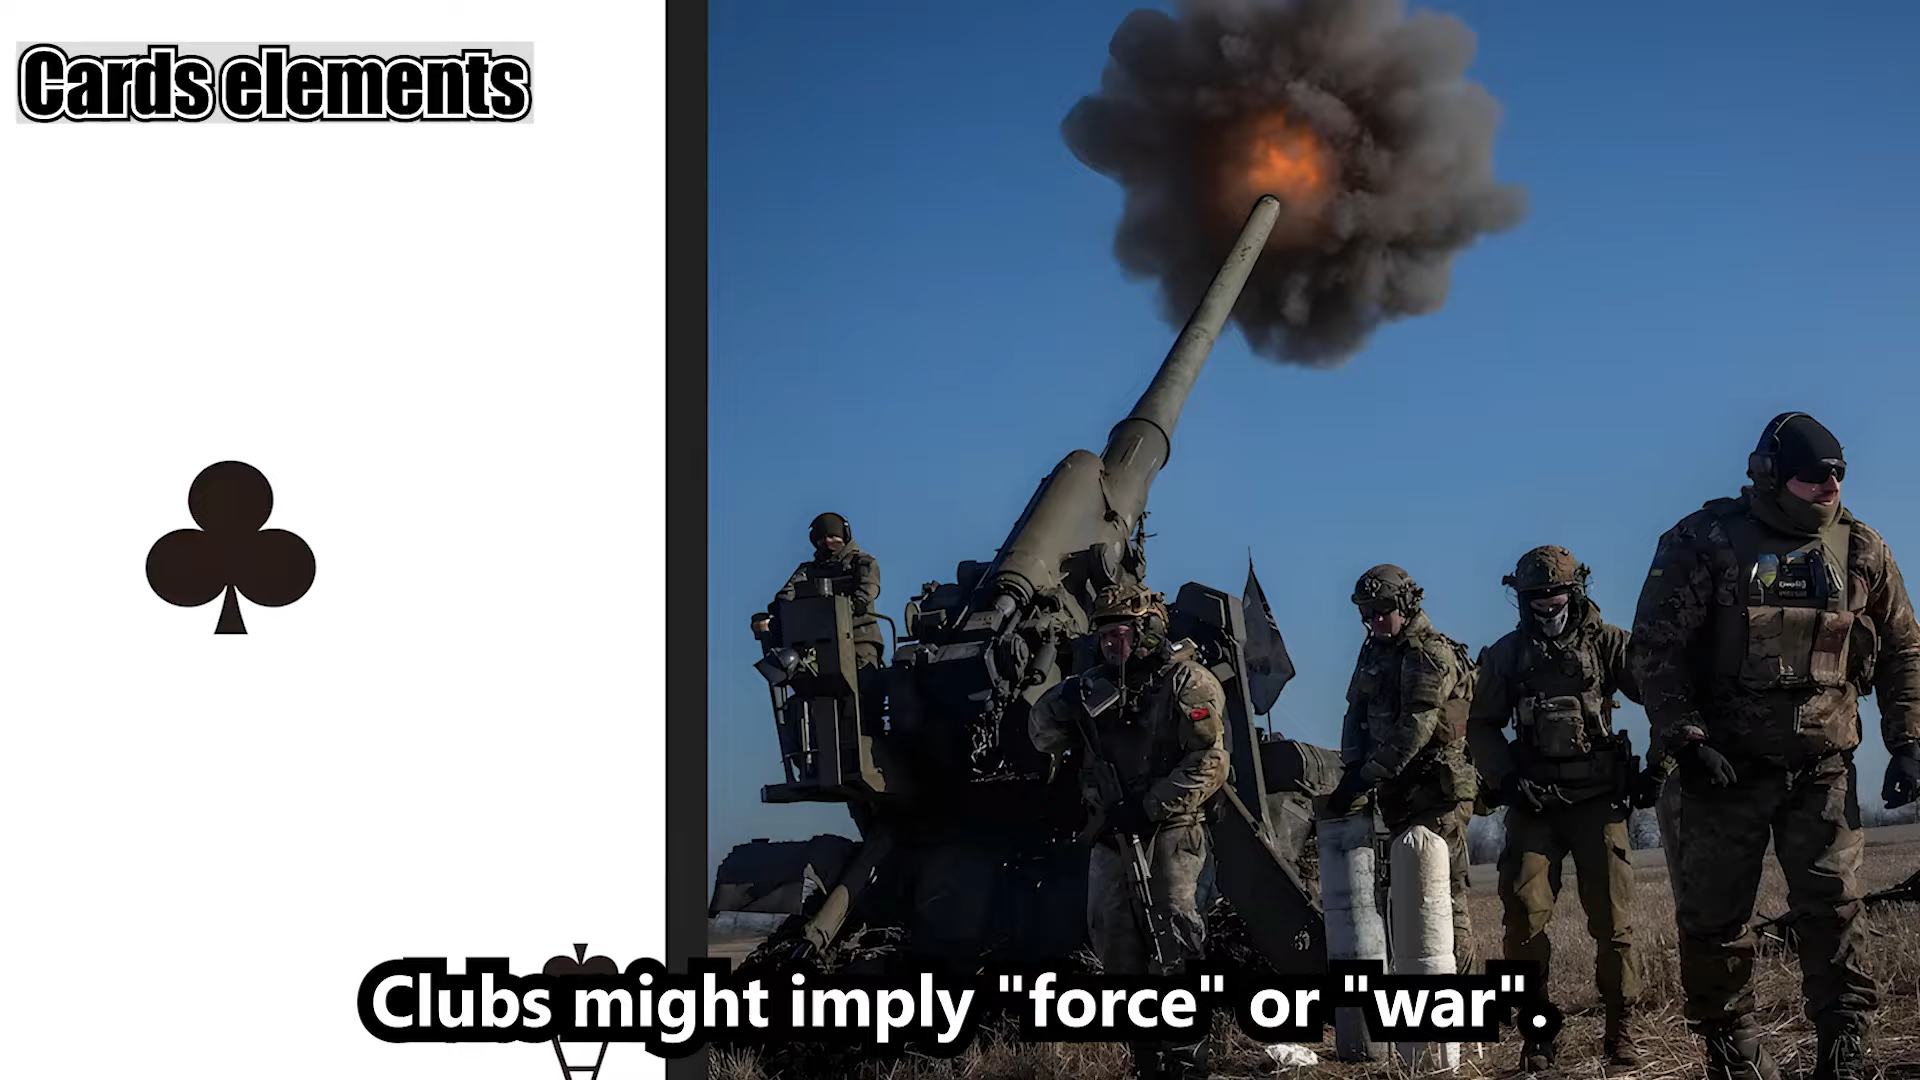 Cards elements
Clubs might imply "force" or "war".